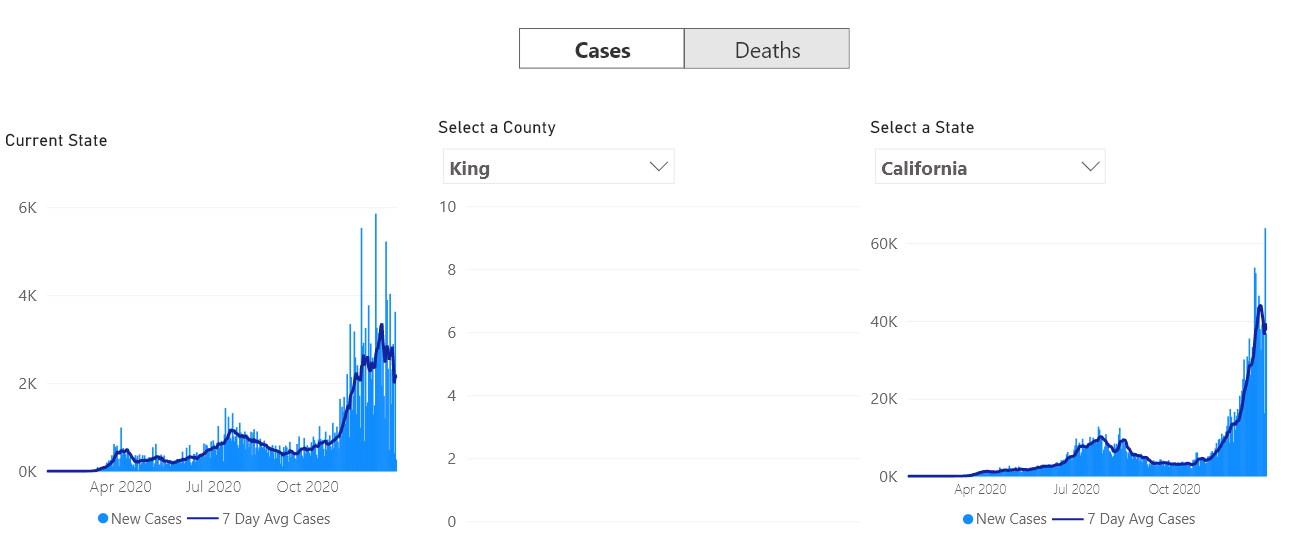 Cases Deaths
Current State
Select a County
Select a State
King
California
6K
4K
2K
0K
Apr 2020 Jul 2020 Oct 2020
New Cases 7 Day Avg Cases
10
8
6
4
2
0
60K
40K
20K
0K
Apr 2020 Jul 2020 Oct 2020
New Cases 7 Day Avg Cases